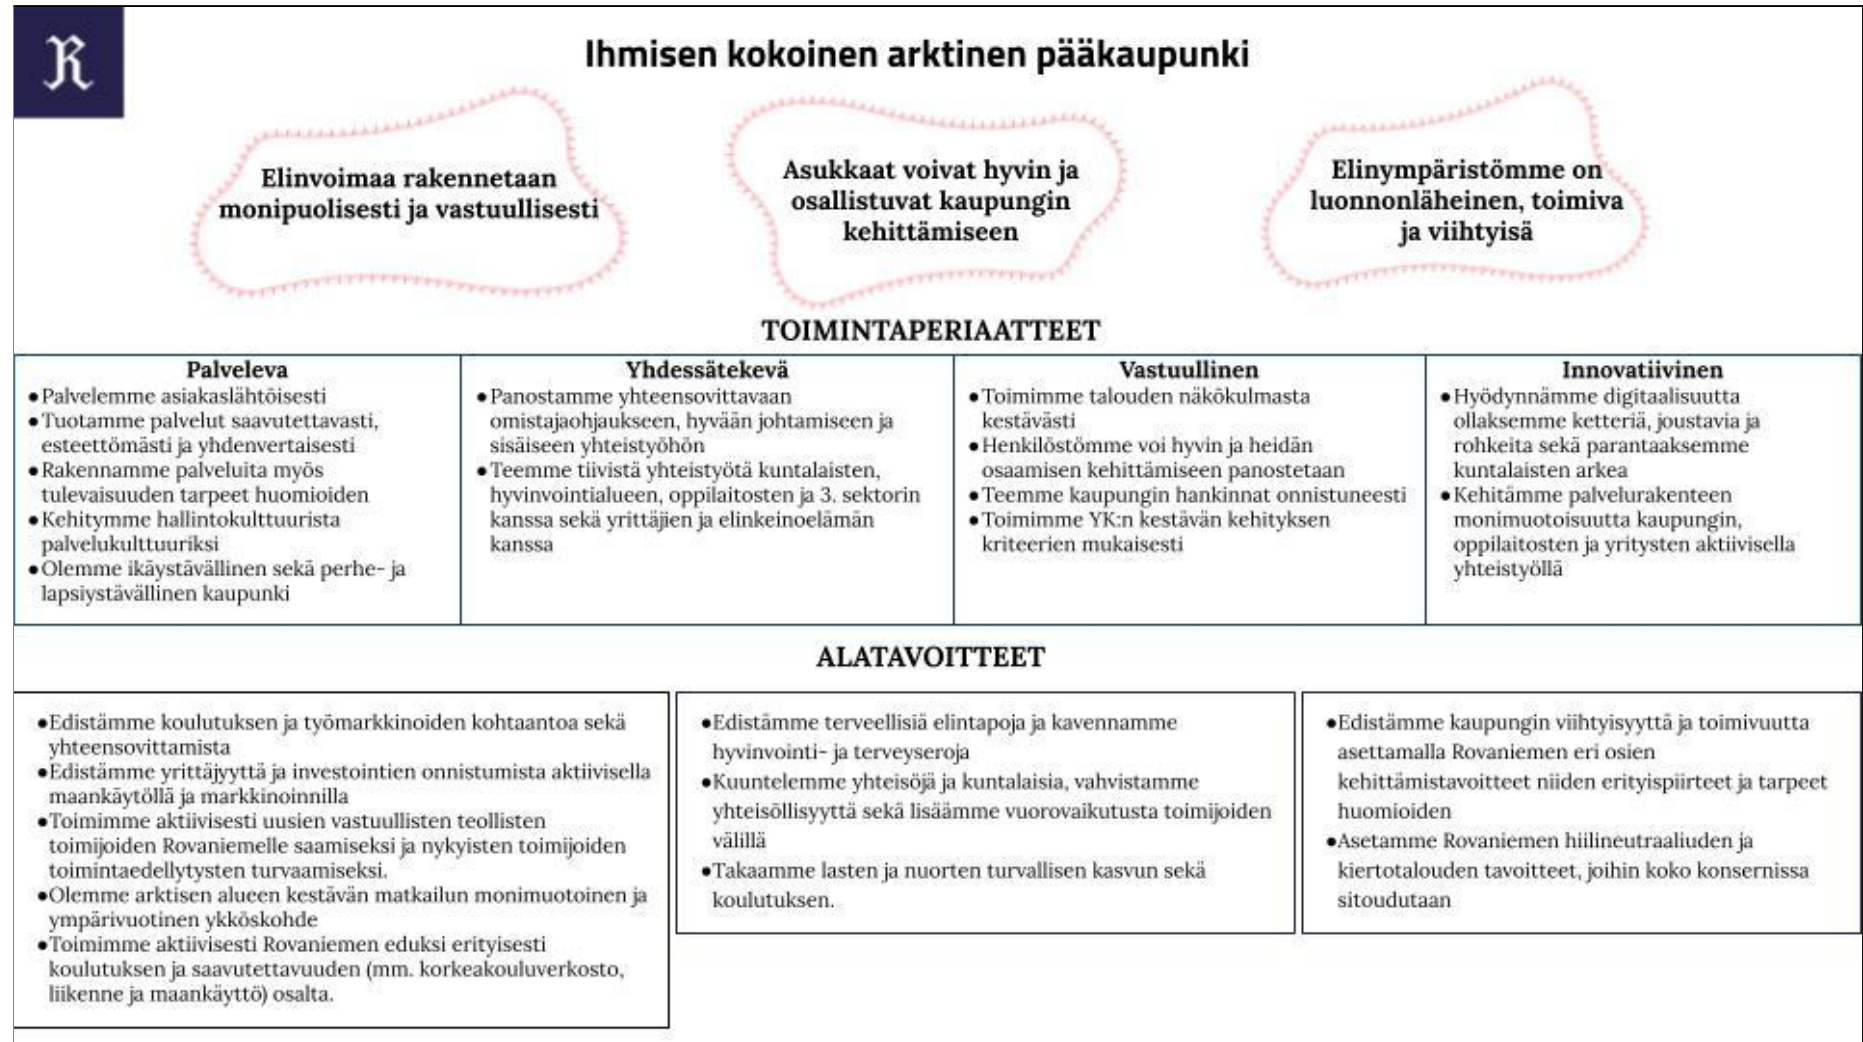 R
Ihmisen kokoinen arktinen pääkaupunki
Elinvoimaa rakennetaan
monipuolisesti ja vastuullisesti
Asukkaat voivat hyvin ja
osallistuvat kaupungin
kehittämiseen
Elinympäristömme on
luonnonläheinen, toimiva
ja viihtyisä
TOIMINTAPERIAATTEET
Palveleva
●Palvelemme asiakaslähtöisesti
●Tuotamme palvelut saavutettavasti,
esteettömästi ja yhdenvertaisesti
●Rakennamme palveluita myös
tulevaisuuden tarpeet huomioiden
●Kehitymme hallintokulttuurista
palvelukulttuuriksi
●Olemme ikäystävällinen sekä perhe- ja
lapsiystävällinen kaupunki
Yhdessätekevä
●Panostamme yhteensovittavaan
omistajaohjaukseen, hyvään johtamiseen ja
sisäiseen yhteistyöhön
●Teemme tiivistä yhteistyötä kuntalaisten,
hyvinvointialueen, oppilaitosten ja 3. sektorin
kanssa sekä yrittäjien ja elinkeinoelämän
kanssa
Vastuullinen
●Toimimme talouden näkökulmasta
kestävästi
●Henkilöstömme voi hyvin ja heidän
osaamisen kehittämiseen panostetaan
●Teemme kaupungin hankinnat onnistuneesti
●Toimimme YK:n kestävän kehityksen
kriteerien mukaisesti
Innovatiivinen
●Hyödynnämme digitaalisuutta
ollaksemme ketteriä, joustavia ja
rohkeita sekä parantaaksemme
kuntalaisten arkea
●Kehitämme palvelurakenteen
monimuotoisuutta kaupungin,
oppilaitosten ja yritysten aktiivisella
yhteistyöllä
ALATAVOITTEET
●Edistämme koulutuksen ja työmarkkinoiden kohtaantoa sekä
yhteensovittamista
●Edistämme yrittäjyyttä ja investointien onnistumista aktiivisella
maankäytöllä ja markkinoinnilla
●Toimimme aktiivisesti uusien vastuullisten teollisten
toimijoiden Rovaniemelle saamiseksi ja nykyisten toimijoiden
toimintaedellytysten turvaamiseksi.
●Olemme arktisen alueen kestävän matkailun monimuotoinen ja
ympärivuotinen ykköskohde
●Toimimme aktiivisesti Rovaniemen eduksi erityisesti
koulutuksen ja saavutettavuuden (mm. korkeakouluverkosto,
liikenne ja maankäyttö) osalta.
●Edistämme terveellisiä elintapoja ja kavennamme
hyvinvointi- ja terveyseroja
●Kuuntelemme yhteisöjä ja kuntalaisia, vahvistamme
yhteisöllisyyttä sekä lisäämme vuorovaikutusta toimijoiden
välillä
●Takaamme lasten ja nuorten turvallisen kasvun sekä
koulutuksen.
●Edistämme kaupungin viihtyisyyttä ja toimivuutta
asettamalla Rovaniemen eri osien
kehittämistavoitteet niiden erityispiirteet ja tarpeet
huomioiden
●Asetamme Rovaniemen hiilineutraaliuden ja
kiertotalouden tavoitteet, joihin koko konsernissa
sitoudutaan